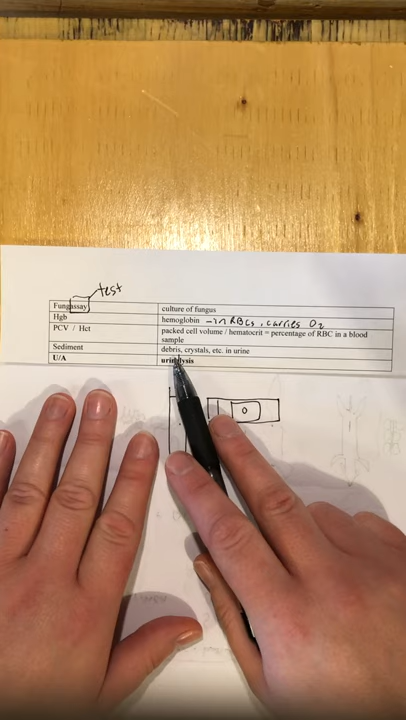 test
Fungassay culture of fungus
Hgb hemoglobin - in RBCs, carries O2
PCV / Hct packed cell volume / hematocrit = percentage of RBC in a blood
sample
Sediment debris, crystals, etc. in urine
U/A urinalysis
0